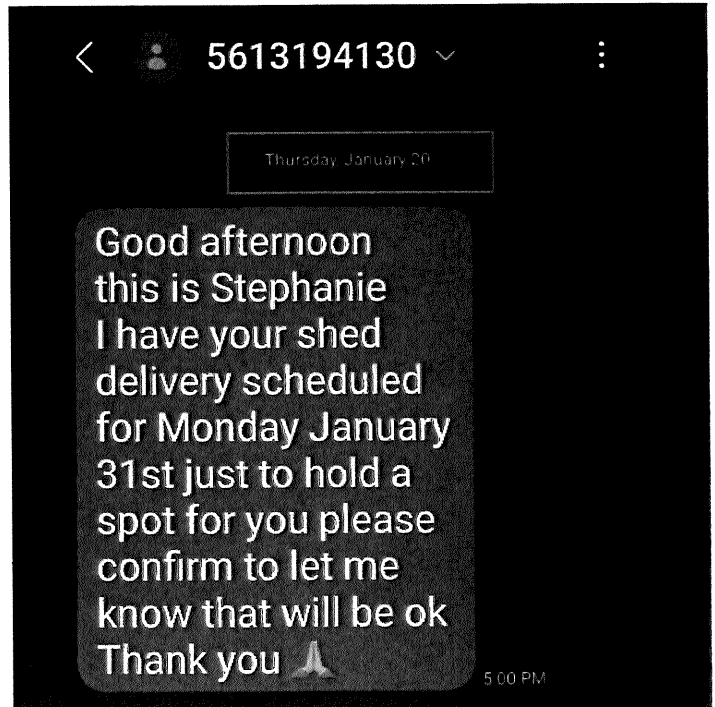 5613194130
Thursday, January 20
Good afternoon
this is Stephanie
I have your shed
delivery scheduled
for Monday January
31st just to hold a
spot for you please
confirm to let me
know that will be ok
Thank you 🙏
5:00 PM